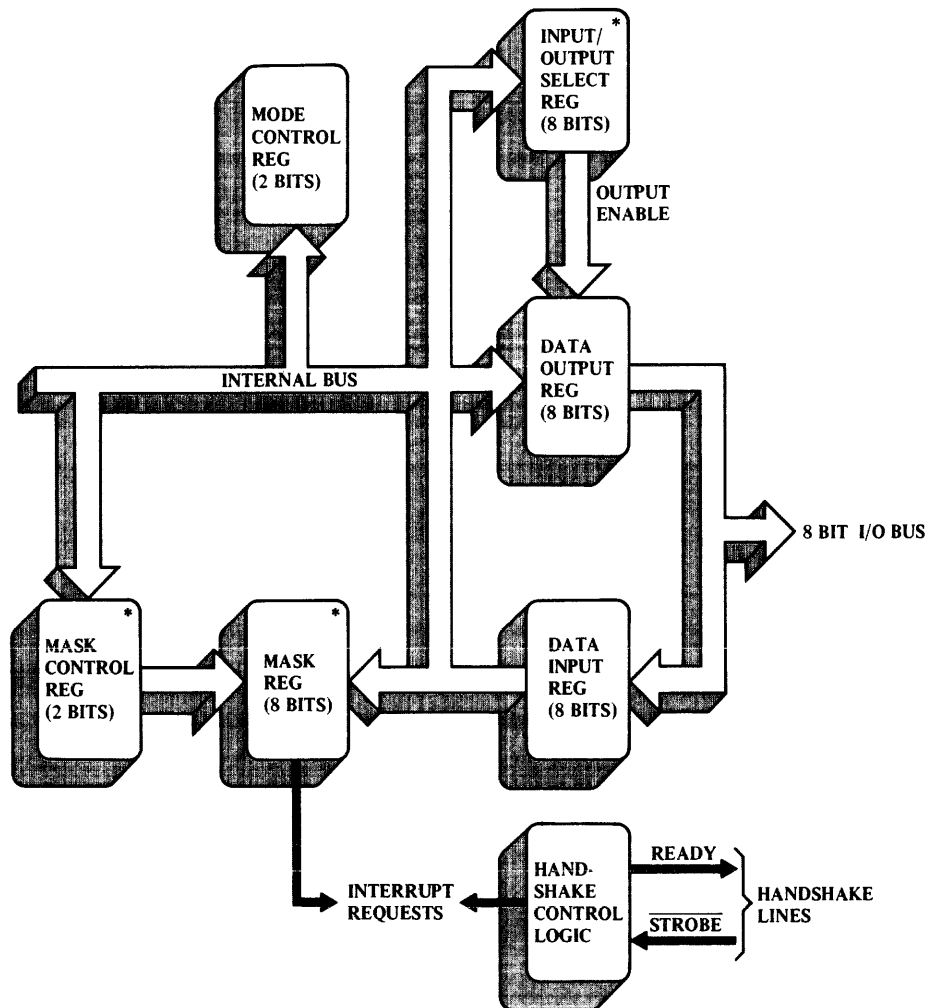 *
INPUT/
OUTPUT
SELECT
REG
(8 BITS)
MODE
CONTROL
REG
(2 BITS)
OUTPUT
ENABLE
INTERNAL BUS
DATA
OUTPUT
REG
(8 BITS)
8 BIT I/O BUS
*
MASK
CONTROL
REG
(2 BITS)
*
MASK
REG
(8 BITS)
DATA
INPUT
REG
(8 BITS)
INTERRUPT
REQUESTS
HAND-
SHAKE
CONTROL
LOGIC
READY
STROBE
HANDSHAKE
LINES